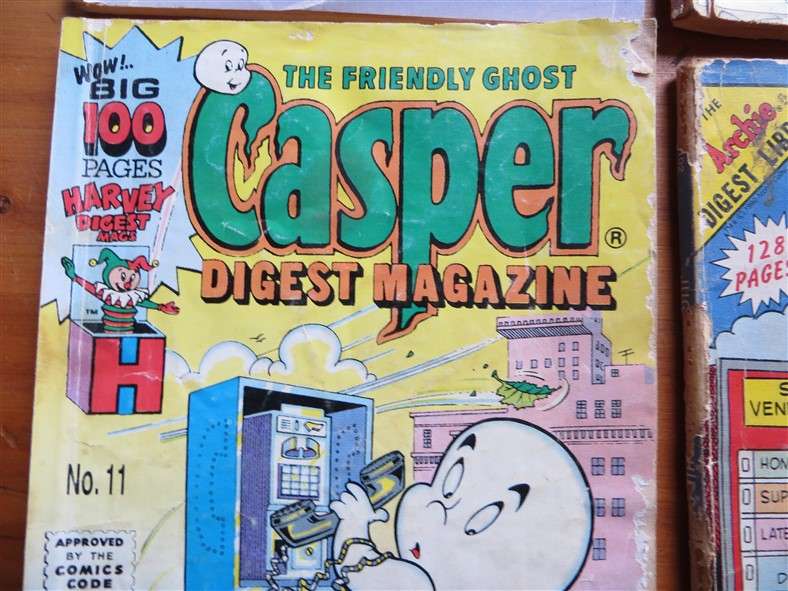 WOW!..
BIG
100
PAGES
HARVEY
DIGEST
MAGS
TM
H
No. 11
APPROVED
BY THE
COMICS
CODE
THE FRIENDLY GHOST
Casper
®
DIGEST MAGAZINE
THE
Archie
DIGEST LIBR
128
PAGES
S
VEN
HON
SUP
LATE
D